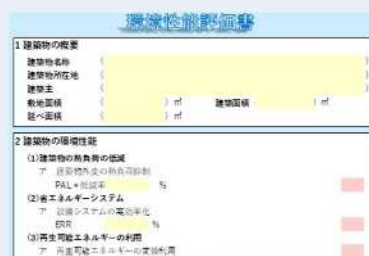 環境性能評価書
1 建築物の概要
建築物名称 ( )
建築物所在地 ( )
建築主 ( )
敷地面積 ( ) ㎡ 建築面積 ( ) ㎡
延べ面積 ( ) ㎡
2 建築物の環境性能
(1)建築物の熱負荷の低減
ア 建築物外皮の熱負荷抑制
PAL*低減率 %
(2)省エネルギーシステム
ア 設備システムの高効率化
ERR %
(3)再生可能エネルギーの利用
ア 再生可能エネルギーの変換利用